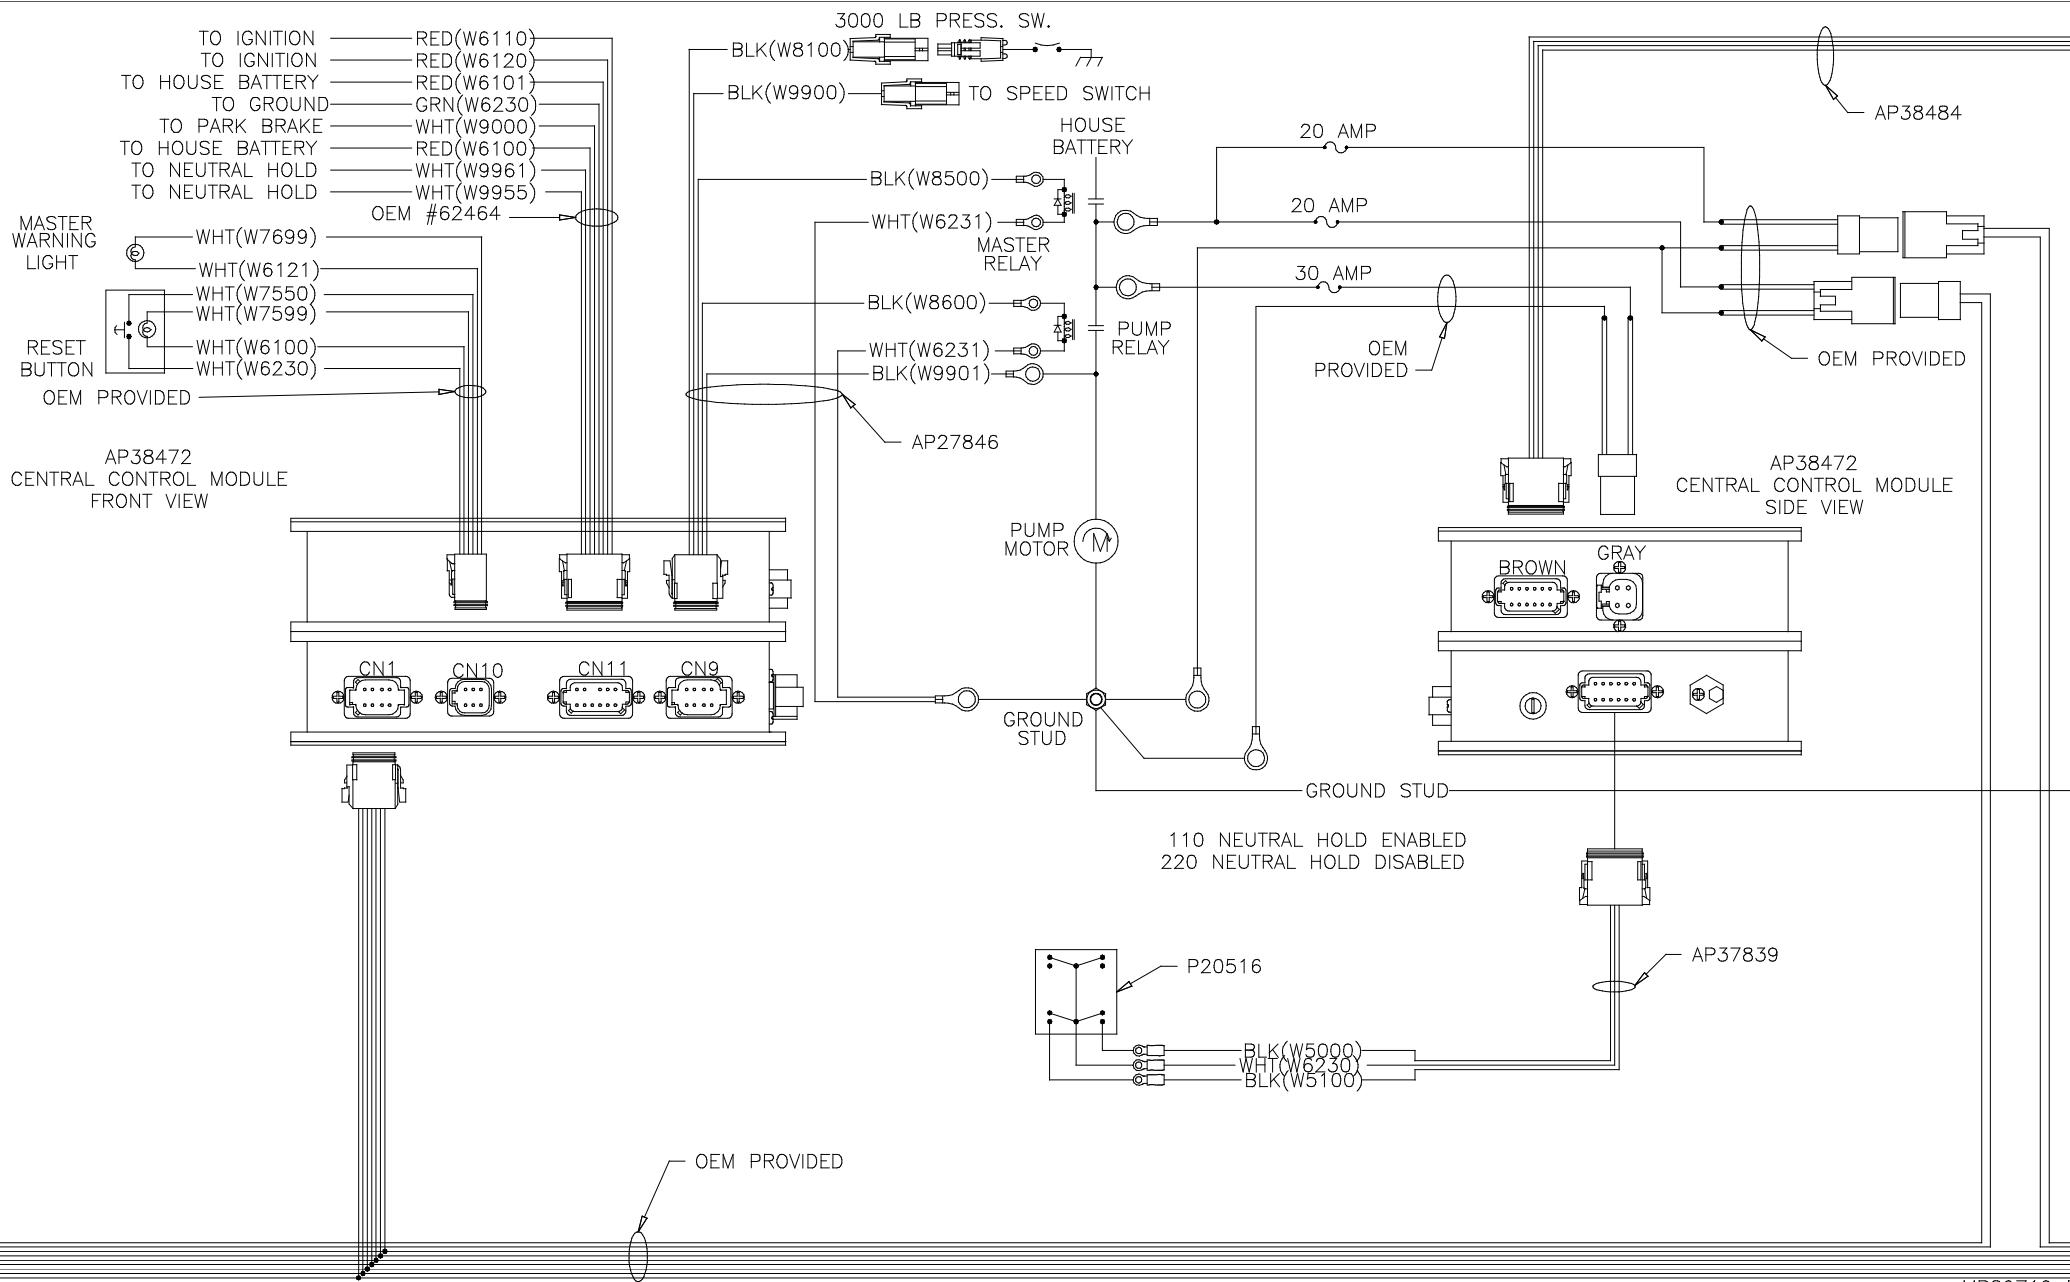 3000 LB PRESS. SW.
TO IGNITION RED(W6110)
TO IGNITION RED(W6120)
TO HOUSE BATTERY RED(W6101)
TO GROUND GRN(W6230)
TO PARK BRAKE WHT(W9000)
TO HOUSE BATTERY RED(W6100)
TO NEUTRAL HOLD WHT(W9961)
TO NEUTRAL HOLD WHT(W9955)
OEM #62464
BLK(W8100)
BLK(W9900) TO SPEED SWITCH
AP38484
HOUSE
BATTERY
20 AMP
BLK(W8500)
20 AMP
WHT(W6231)
MASTER
RELAY
30 AMP
BLK(W8600)
PUMP
RELAY
WHT(W6231)
BLK(W9901)
OEM
PROVIDED
OEM PROVIDED
AP27846
MASTER
WARNING
LIGHT
WHT(W7699)
WHT(W6121)
WHT(W7550)
WHT(W7599)
RESET
BUTTON
WHT(W6100)
WHT(W6230)
OEM PROVIDED
AP38472
CENTRAL CONTROL MODULE
FRONT VIEW
AP38472
CENTRAL CONTROL MODULE
SIDE VIEW
PUMP
MOTOR
M
BROWN
GRAY
CN1
CN10
CN11
CN9
GROUND
STUD
GROUND STUD
110 NEUTRAL HOLD ENABLED
220 NEUTRAL HOLD DISABLED
P20516
AP37839
BLK(W5000)
WHT(W6230)
BLK(W5100)
OEM PROVIDED